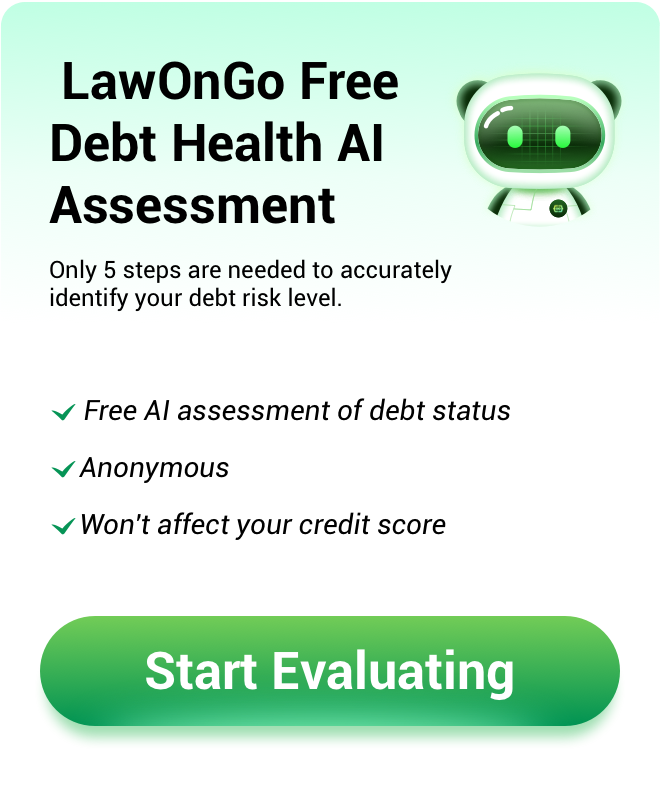 LawOnGo Free
Debt Health AI
Assessment
Only 5 steps are needed to accurately
identify your debt risk level.
Free AI assessment of debt status
Anonymous
Won't affect your credit score
Start Evaluating